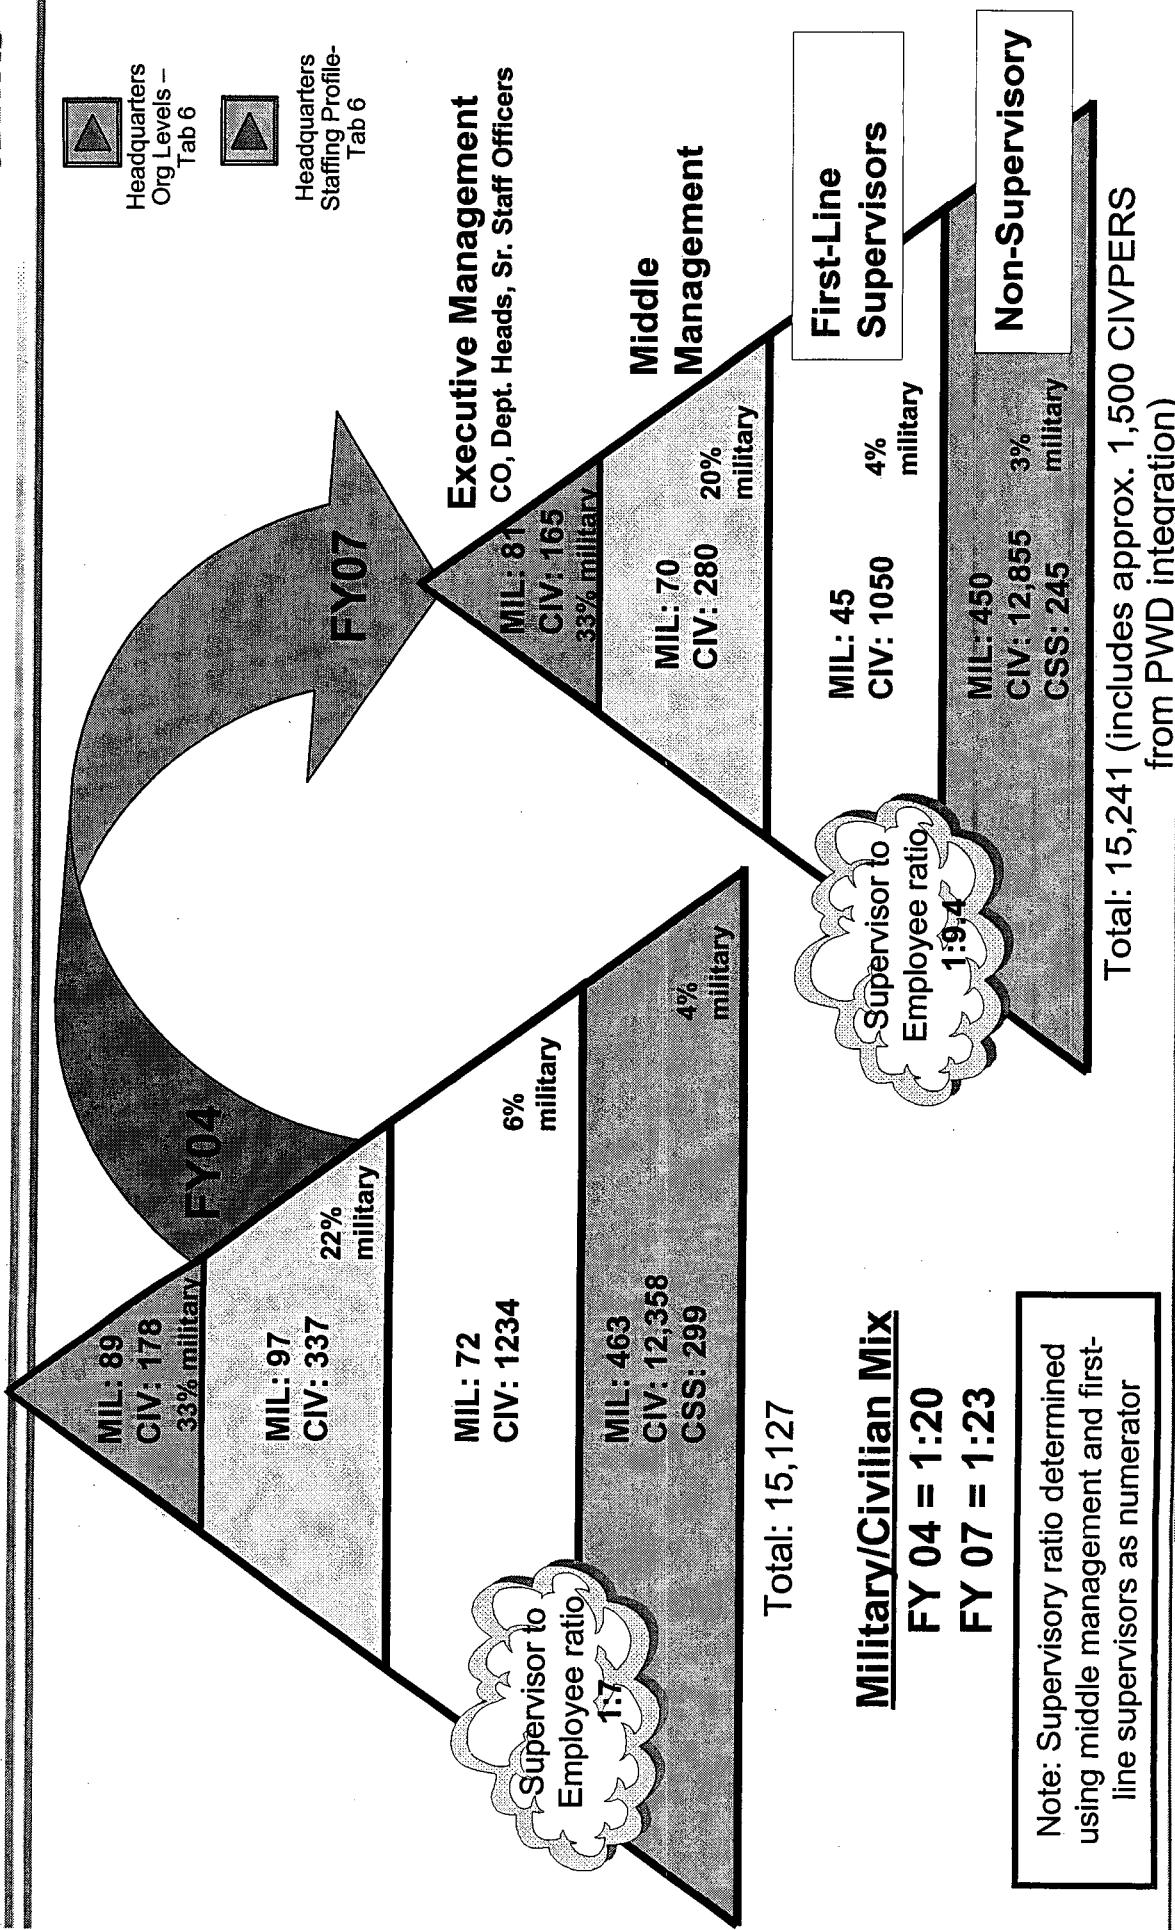 Headquarters
Org Levels –
Tab 6
Headquarters
Staffing Profile-
Tab 6
FY04
FY07
MIL: 89
CIV: 178
33% military
MIL: 97
CIV: 337
22%
military
MIL: 72
CIV: 1234
6%
military
MIL: 463
CIV: 12,358
CSS: 299
4%
military
Supervisor to
Employee ratio
1:7
Total: 15,127
Executive Management
CO, Dept. Heads, Sr. Staff Officers
MIL: 81
CIV: 165
33% military
Middle
Management
MIL: 70
CIV: 280
20%
military
First-Line
Supervisors
MIL: 45
CIV: 1050
4%
military
Non-Supervisory
MIL: 450
CIV: 12,855
CSS: 245
3%
military
Supervisor to
Employee ratio
1:9.4
Total: 15,241 (includes approx. 1,500 CIVPERS
from PWD integration)
Military/Civilian Mix
FY 04 = 1:20
FY 07 = 1:23
Note: Supervisory ratio determined
using middle management and first-
line supervisors as numerator